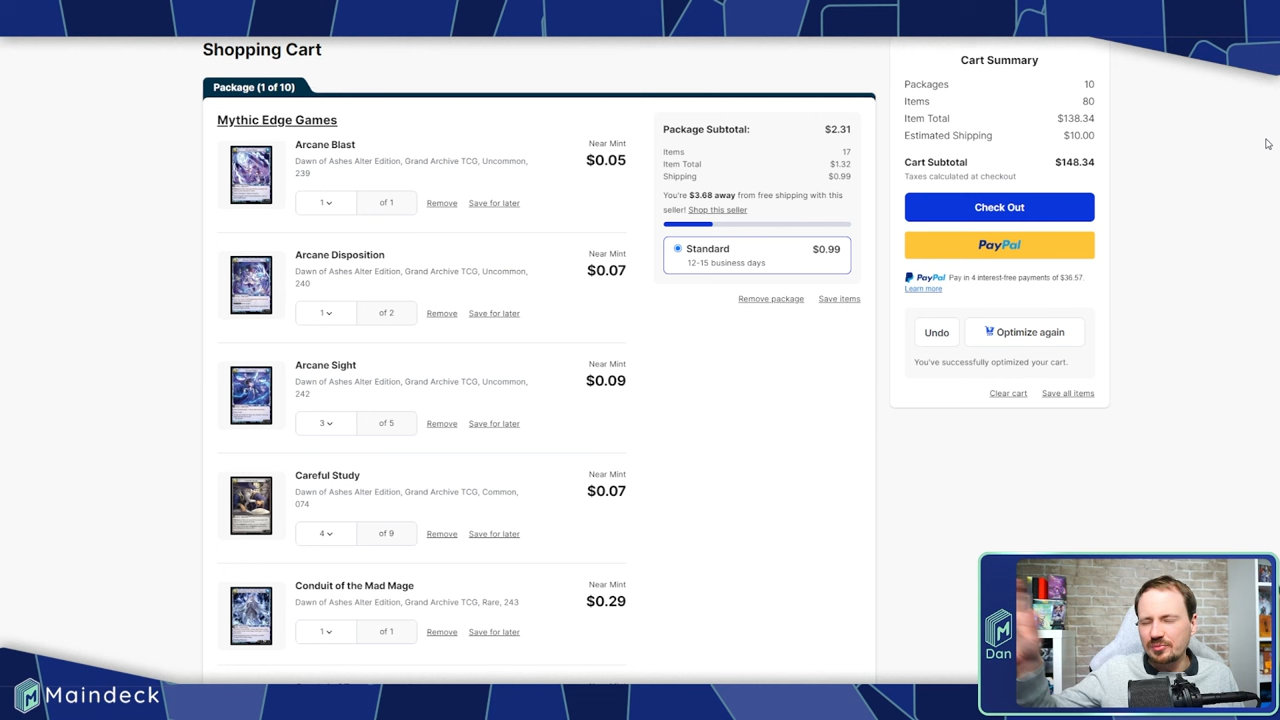 Shopping Cart
Package (1 of 10)
Mythic Edge Games
Arcane Blast
Dawn of Ashes Alter Edition, Grand Archive TCG, Uncommon,
239
Near Mint
$0.05
1
of 1
Remove
Save for later
Arcane Disposition
Dawn of Ashes Alter Edition, Grand Archive TCG, Uncommon,
240
Near Mint
$0.07
1
of 2
Remove
Save for later
Arcane Sight
Dawn of Ashes Alter Edition, Grand Archive TCG, Uncommon,
242
Near Mint
$0.09
3
of 5
Remove
Save for later
Careful Study
Dawn of Ashes Alter Edition, Grand Archive TCG, Common,
074
Near Mint
$0.07
4
of 9
Remove
Save for later
Conduit of the Mad Mage
Dawn of Ashes Alter Edition, Grand Archive TCG, Rare, 243
Near Mint
$0.29
1
of 1
Remove
Save for later
Package Subtotal: $2.31
Items 17
Item Total $1.32
Shipping $0.99
You're $3.68 away from free shipping with this
seller! Shop this seller
Standard $0.99
12-15 business days
Remove package
Save items
Cart Summary
Packages 10
Items 80
Item Total $138.34
Estimated Shipping $10.00
Cart Subtotal $148.34
Taxes calculated at checkout
Check Out
PayPal
PayPal Pay in 4 interest-free payments of $36.57.
Learn more
Undo
Optimize again
You've successfully optimized your cart.
Clear cart
Save all items
Dan
Maindeck